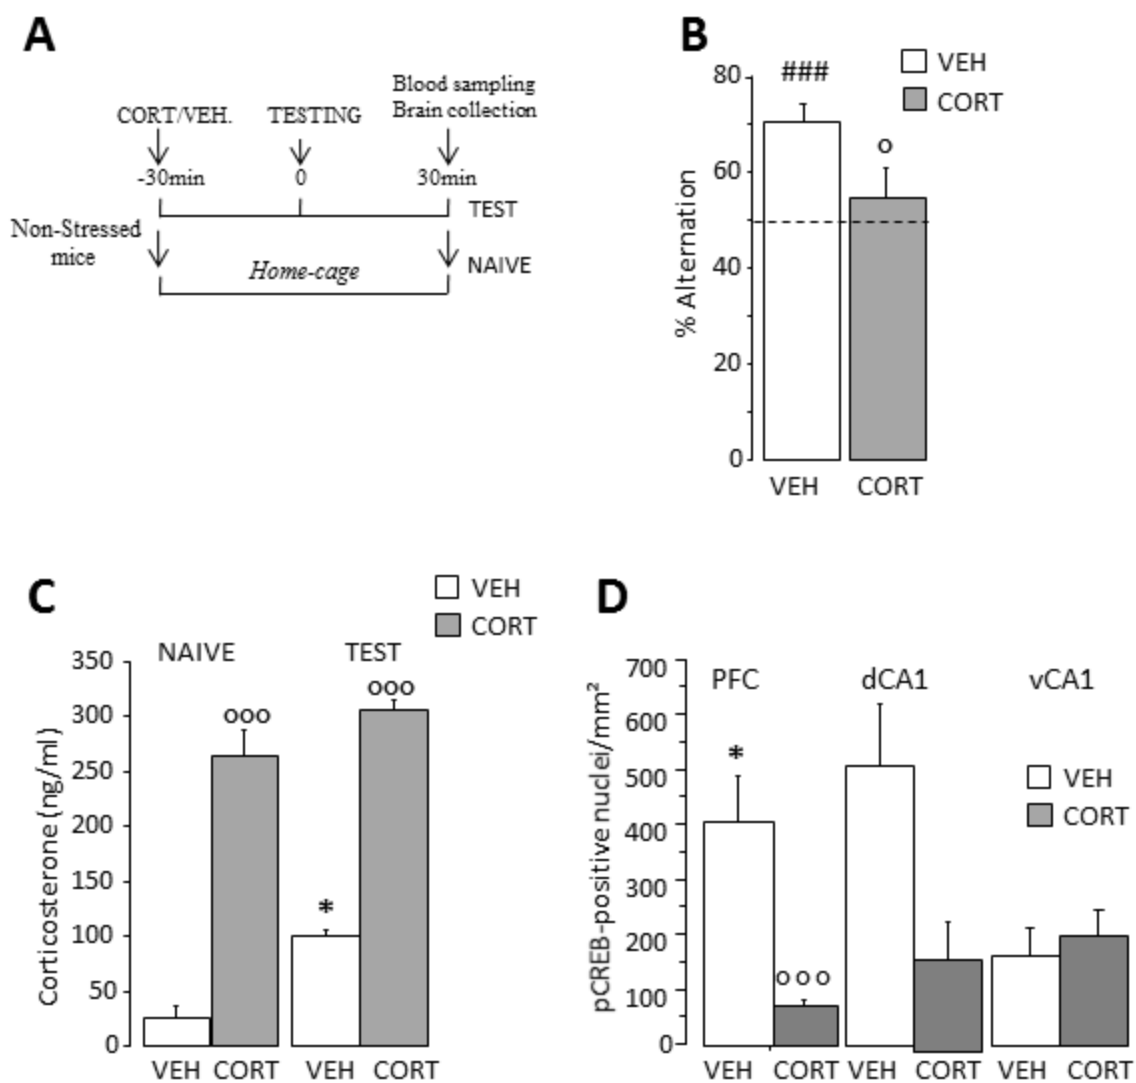 A
CORT/VEH. TESTING Blood sampling
Brain collection
-30min 0 30min
TEST
Non-Stressed
mice
Home-cage
NAIVE
B
VEH
CORT
###
o
80
60
40
20
0
% Alternation
VEH CORT
C
VEH
CORT
NAIVE TEST
ooo
ooo
*
350
300
250
200
150
100
50
0
Corticosterone (ng/ml)
VEH CORT VEH CORT
D
PFC dCA1 vCA1
VEH
CORT
*
o o o
700
600
500
400
300
200
100
0
pCREB-positive nuclei/mm²
VEH CORT VEH CORT VEH CORT